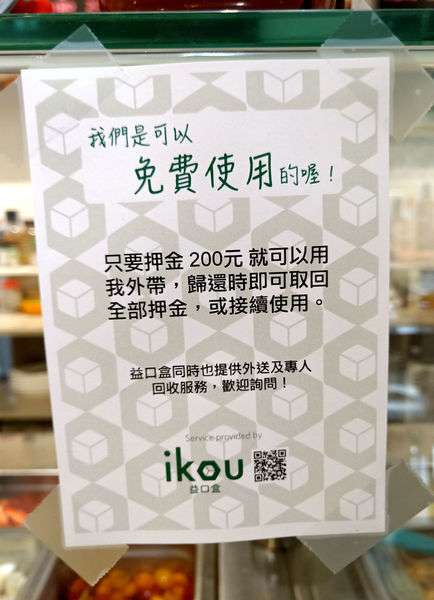 我們是可以
免費使用的喔！
只要押金 200元 就可以用
我外帶，歸還時即可取回
全部押金，或接續使用。
益口盒同時也提供外送及專人
回收服務，歡迎詢問！
Service provided by
ikou
益口盒